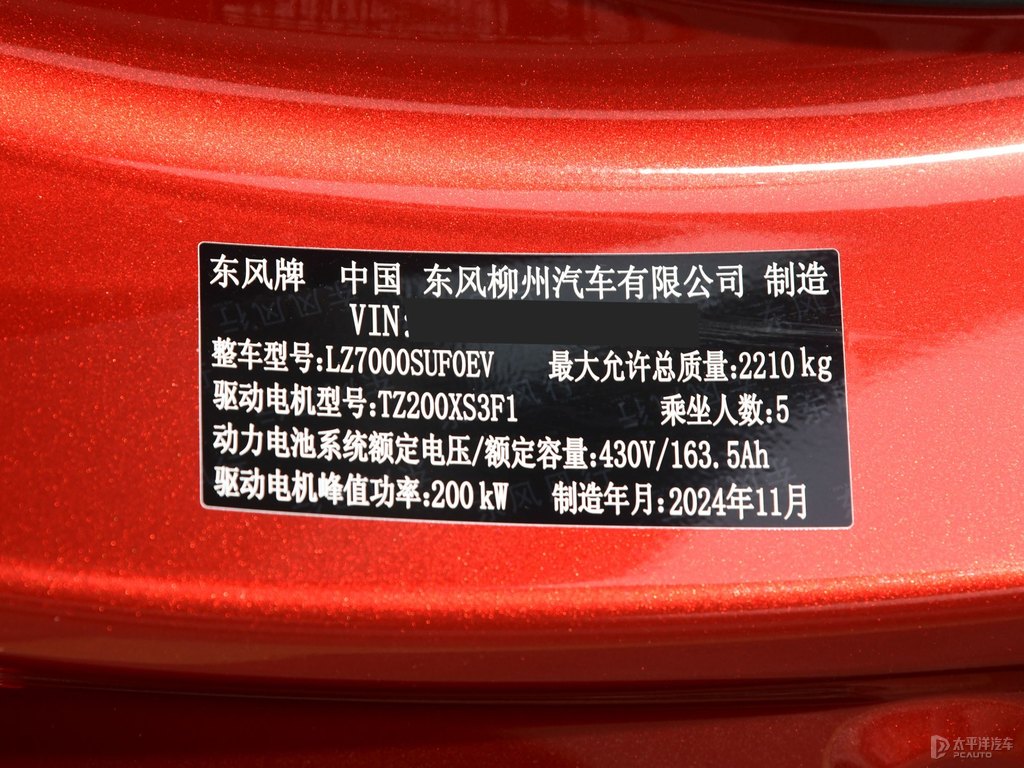 东风牌 中国 东风柳州汽车有限公司 制造
VIN:
整车型号:LZ7000SUF0EV 最大允许总质量:2210kg
驱动电机型号:TZ200XS3F1 乘坐人数:5
动力电池系统额定电压/额定容量:430V/163.5Ah
驱动电机峰值功率:200kW 制造年月:2024年11月
太平洋汽车
PCAUTO